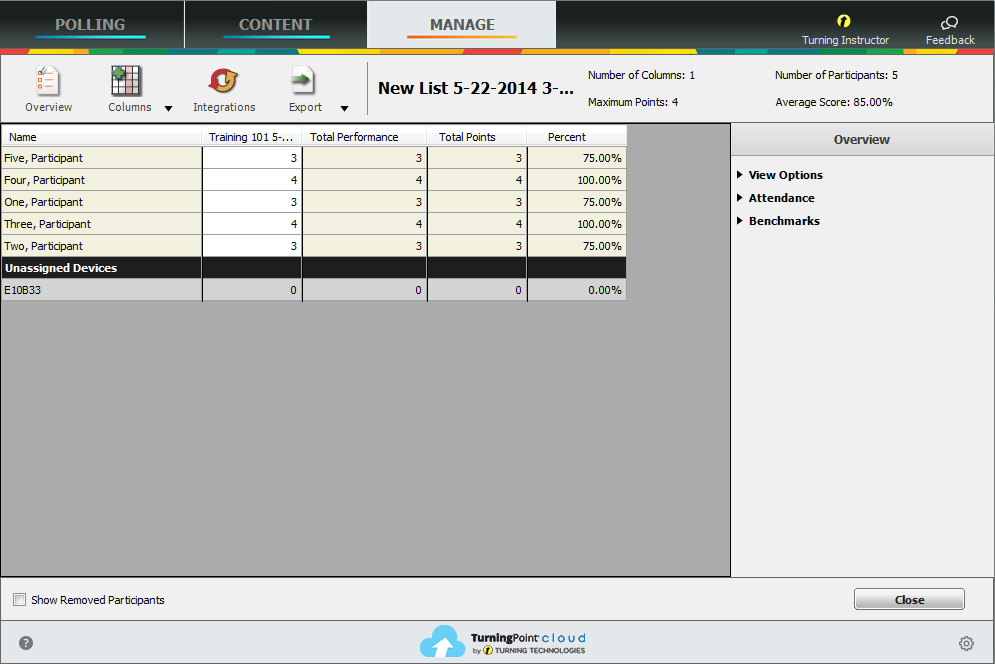 POLLING CONTENT MANAGE Turning Instructor Feedback
Overview Columns Integrations Export New List 5-22-2014 3-... Number of Columns: 1 Number of Participants: 5
Maximum Points: 4 Average Score: 85.00%
Name Training 101 5-... Total Performance Total Points Percent
Five, Participant 3 3 3 75.00%
Four, Participant 4 4 4 100.00%
One, Participant 3 3 3 75.00%
Three, Participant 4 4 4 100.00%
Two, Participant 3 3 3 75.00%
Unassigned Devices
E10B33 0 0 0 0.00%
Overview
View Options
Attendance
Benchmarks
Show Removed Participants Close
? TurningPoint cloud
by TURNING TECHNOLOGIES